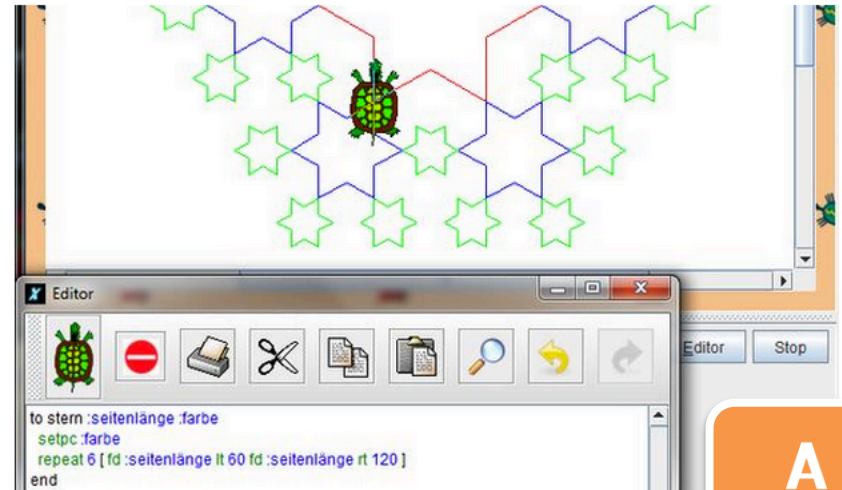 Editor
Editor Stop
to stern :seitenlänge :farbe
setpc :farbe
repeat 6 [ fd :seitenlänge lt 60 fd :seitenlänge rt 120 ]
end
A